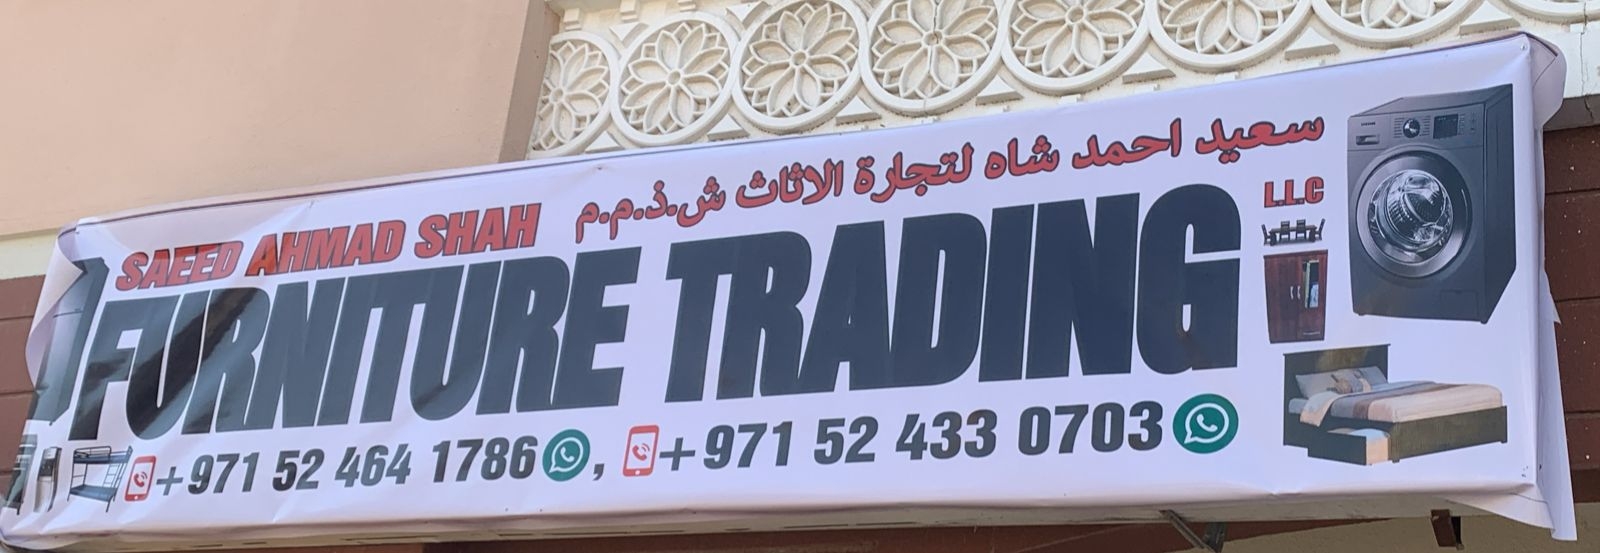 سعيد احمد شاه لتجارة الاثاث ش.ذ.م.م
SAEED AHMAD SHAH
FURNITURE TRADING L.L.C
+971 52 464 1786, +971 52 433 0703